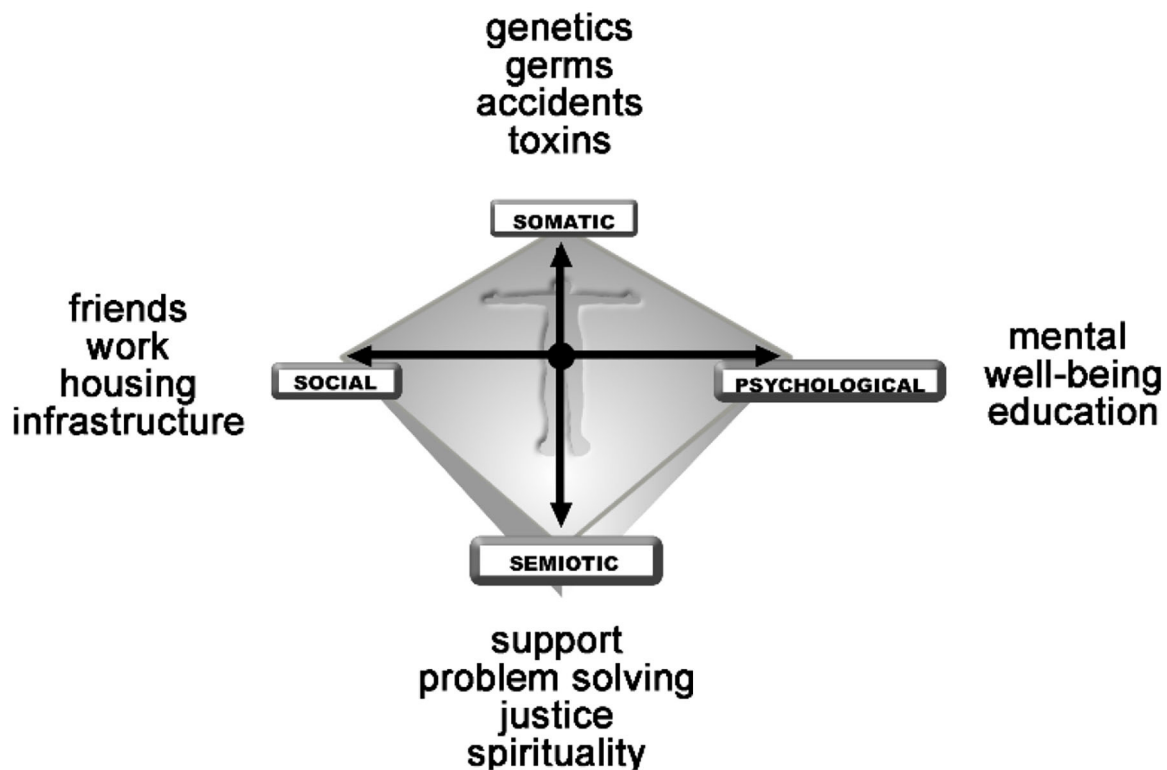 genetics
germs
accidents
toxins
SOMATIC
friends
work
housing
infrastructure
SOCIAL
PSYCHOLOGICAL
mental
well-being
education
SEMIOTIC
support
problem solving
justice
spirituality